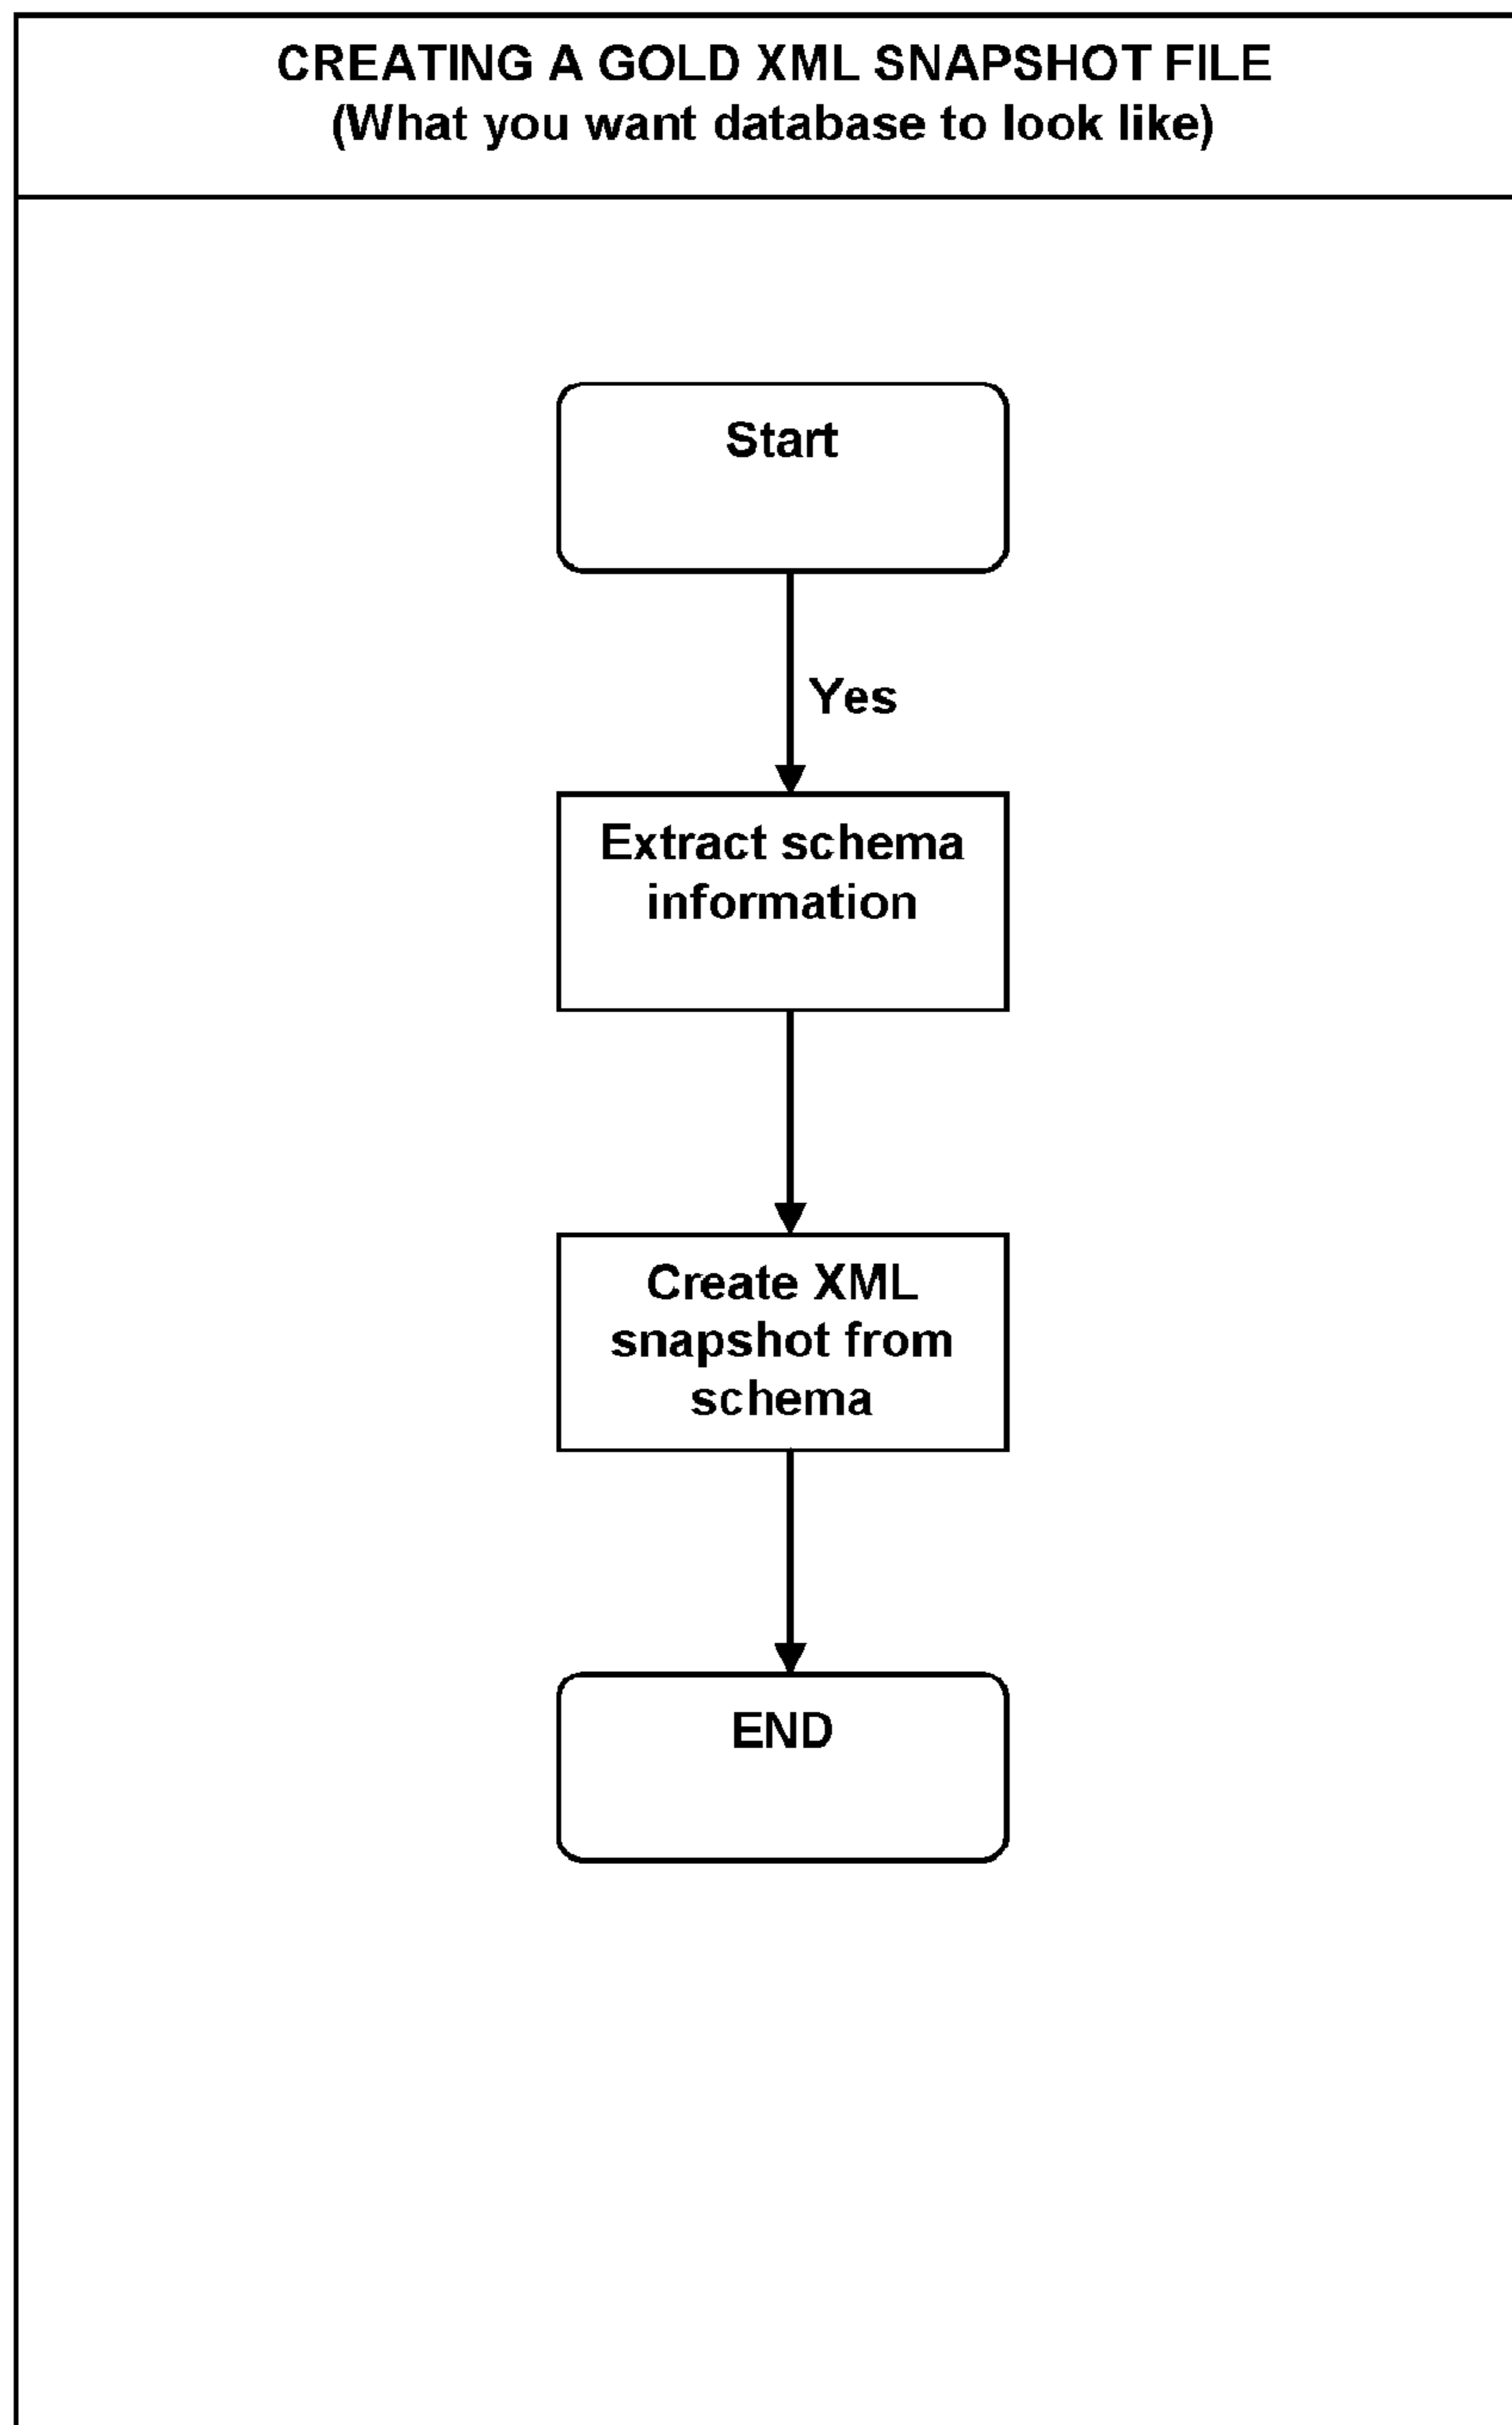 CREATING A GOLD XML SNAPSHOT FILE
(What you want database to look like)
Start
Yes
Extract schema
information
Create XML
snapshot from
schema
END